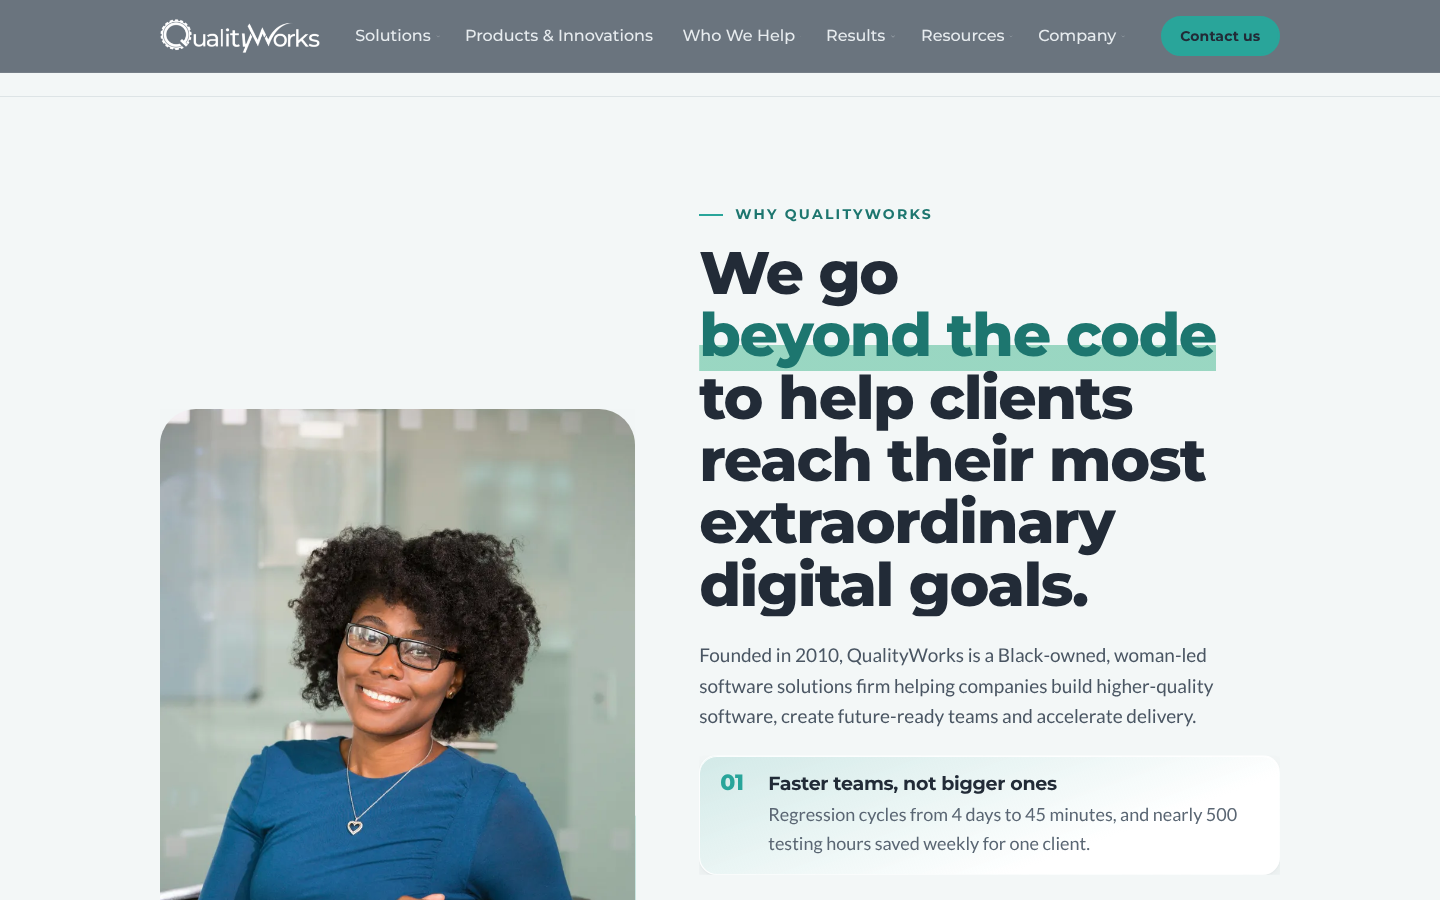 QualityWorks
Solutions
Products & Innovations
Who We Help
Results
Resources
Company
Contact us
WHY QUALITYWORKS
We go
beyond the code
to help clients
reach their most
extraordinary
digital goals.
Founded in 2010, QualityWorks is a Black-owned, woman-led
software solutions firm helping companies build higher-quality
software, create future-ready teams and accelerate delivery.
01 Faster teams, not bigger ones
Regression cycles from 4 days to 45 minutes, and nearly 500
testing hours saved weekly for one client.